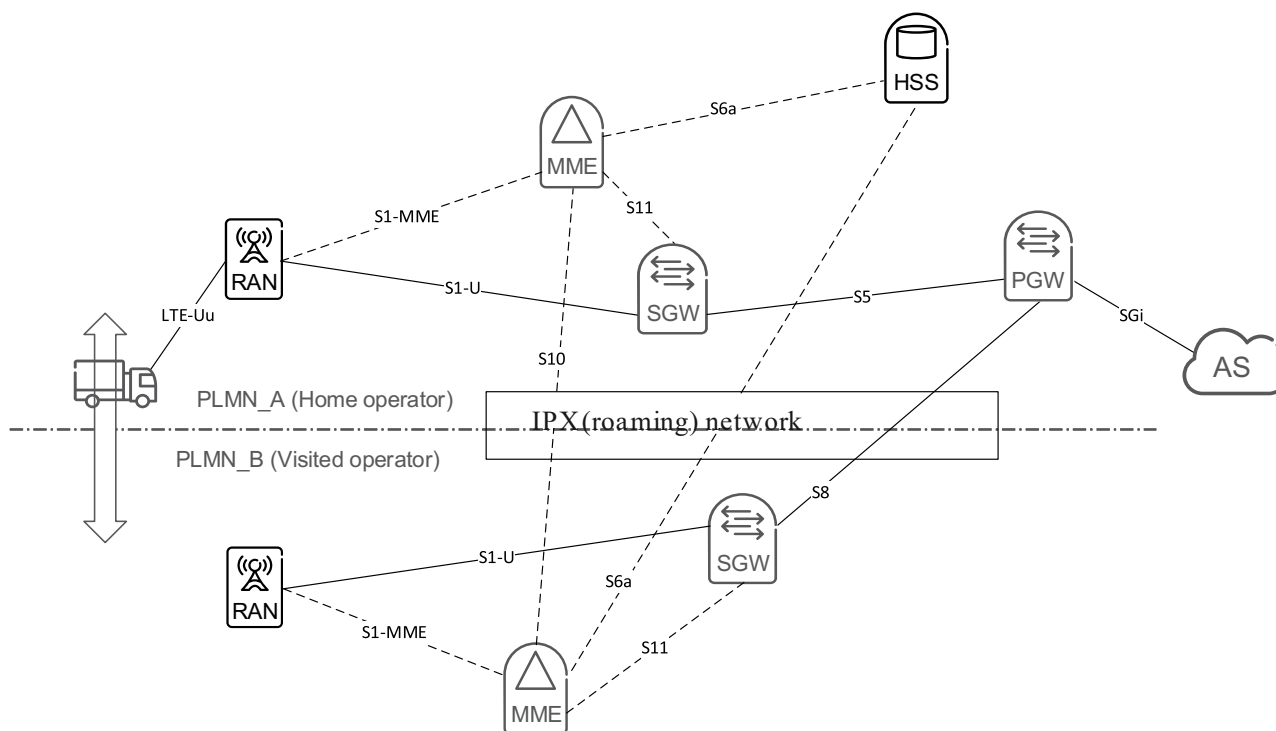 HSS
S6a
MME
S11
S1-MME
RAN
S1-U
SGW
S5
PGW
SGi
LTE-Uu
S10
AS
PLMN_A (Home operator)
IPX(roaming) network
PLMN_B (Visited operator)
S8
S1-U
SGW
RAN
S6a
S1-MME
S11
MME